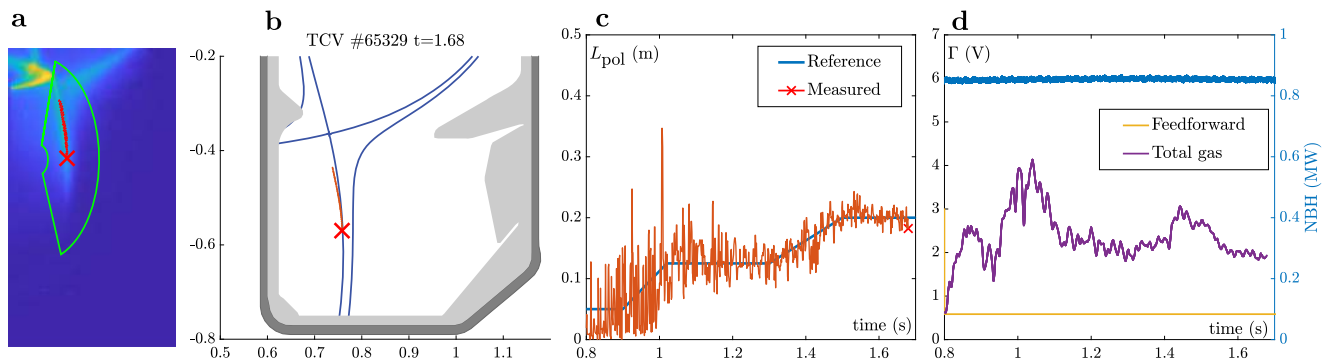 a
b
TCV #65329 t=1.68
-0.2
-0.4
-0.6
-0.8
0.5
0.6
0.7
0.8
0.9
1
1.1
c
L_pol (m)
Reference
Measured
0.5
0.4
0.3
0.2
0.1
0
time (s)
0.8
1
1.2
1.4
1.6
d
Γ (V)
7
6
5
4
3
2
1
0
Feedforward
Total gas
time (s)
0.8
1
1.2
1.4
1.6
1
0.8
0.6
0.4
0.2
0
NBH (MW)